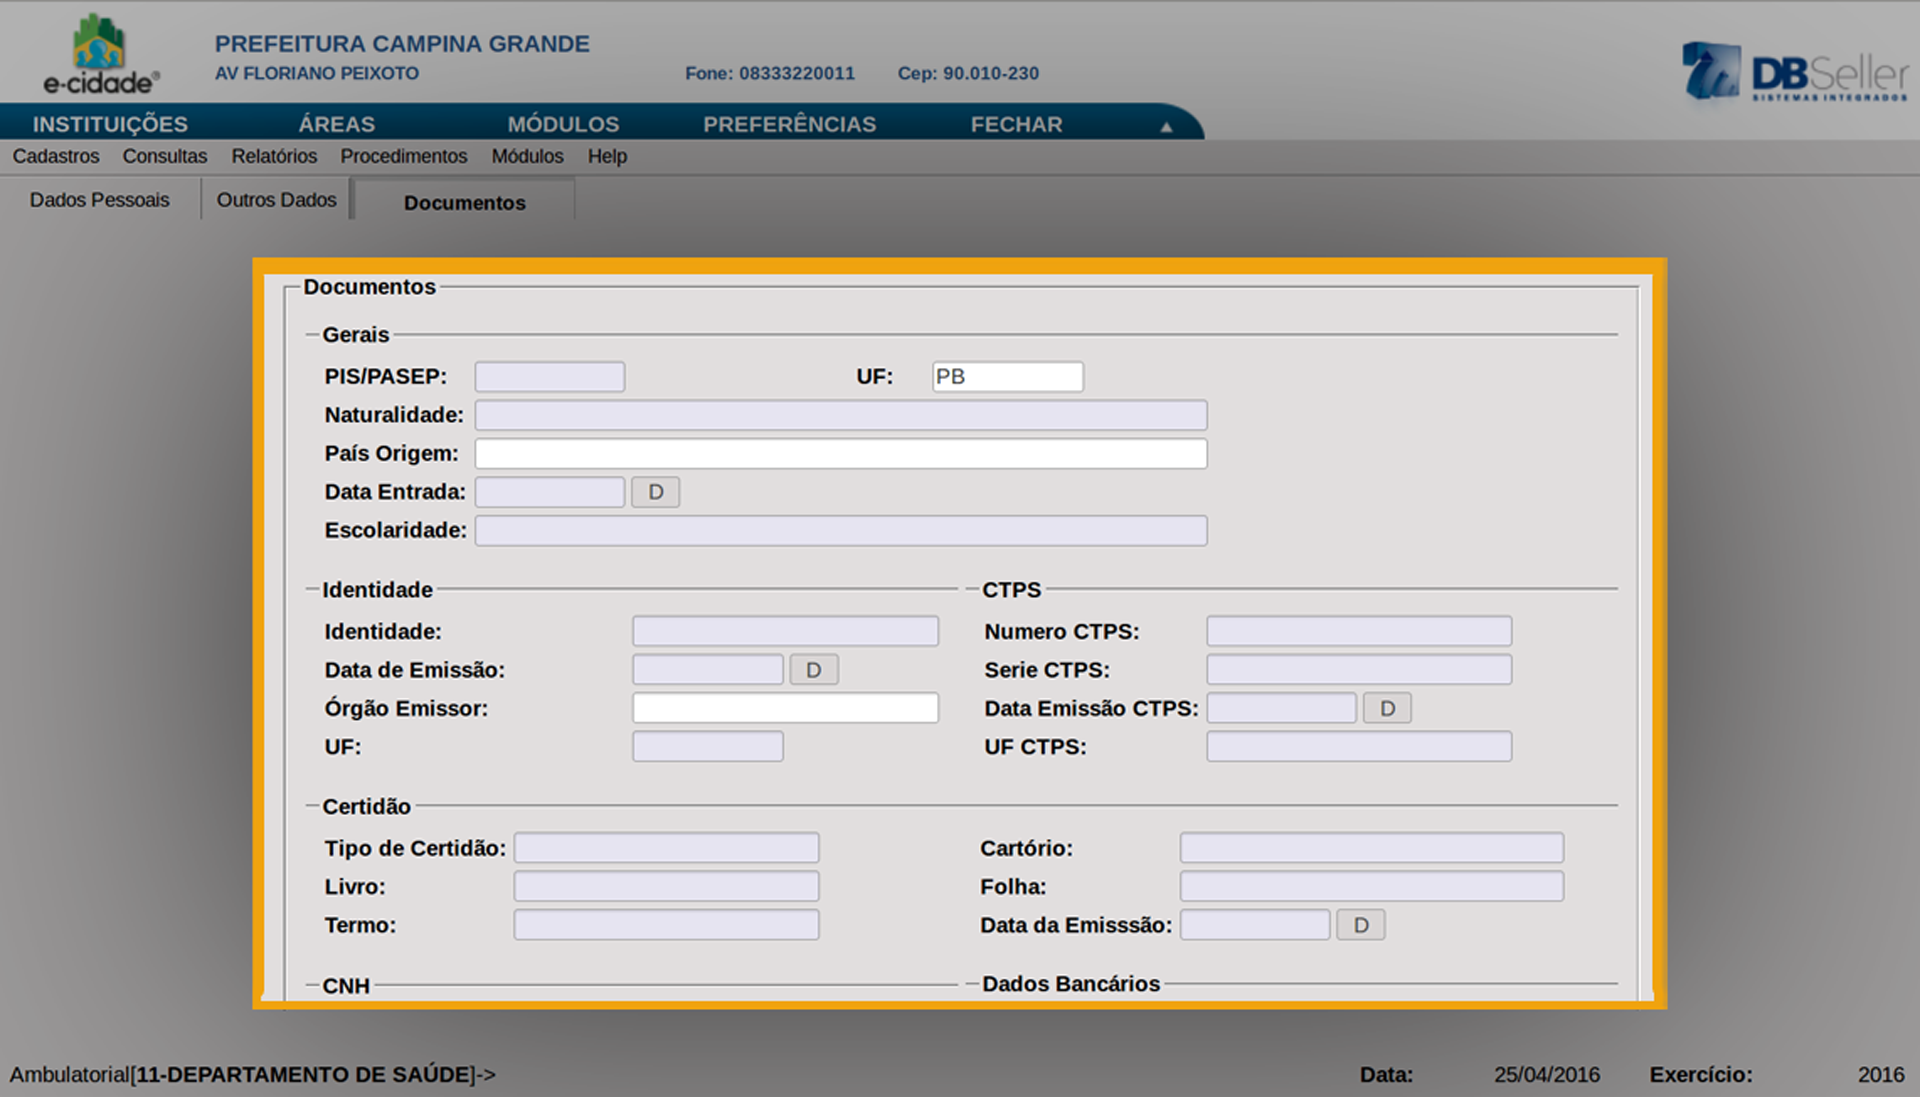 e-cidade®
PREFEITURA CAMPINA GRANDE
AV FLORIANO PEIXOTO Fone: 08333220011 Cep: 90.010-230
DBSeller
SISTEMAS INTEGRADOS
INSTITUIÇÕES ÁREAS MÓDULOS PREFERÊNCIAS FECHAR ▲
Cadastros Consultas Relatórios Procedimentos Módulos Help
Dados Pessoais Outros Dados Documentos
Documentos
Gerais
PIS/PASEP: UF: PB
Naturalidade:
País Origem:
Data Entrada: D
Escolaridade:
Identidade CTPS
Identidade: Numero CTPS:
Data de Emissão: D Serie CTPS:
Órgão Emissor: Data Emissão CTPS: D
UF: UF CTPS:
Certidão
Tipo de Certidão: Cartório:
Livro: Folha:
Termo: Data da Emisssão: D
CNH Dados Bancários
Ambulatorial[11-DEPARTAMENTO DE SAÚDE]-> Data: 25/04/2016 Exercício: 2016